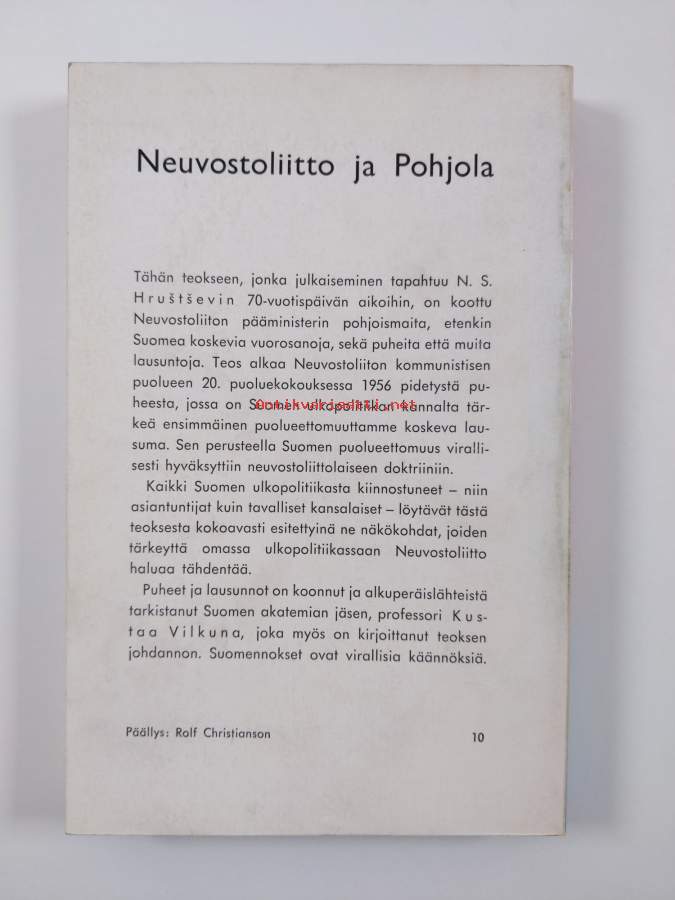 Neuvostoliitto ja Pohjola
Tähän teokseen, jonka julkaiseminen tapahtuu N. S.
Hruštševin 70-vuotispäivän aikoihin, on koottu
Neuvostoliiton pääministerin pohjoismaita, etenkin
Suomea koskevia vuorosanoja, sekä puheita että muita
lausuntoja. Teos alkaa Neuvostoliiton kommunistisen
puolueen 20. puoluekokouksessa 1956 pidetystä pu-
heesta, jossa on Suomen ulkopolitiikan kannalta tär-
antikvariaatti.net
keä ensimmäinen puolueettomuuttamme koskeva lau-
suma. Sen perusteella Suomen puolueettomuus viralli-
sesti hyväksyttiin neuvostoliittolaiseen doktriiniin.
Kaikki Suomen ulkopolitiikasta kiinnostuneet – niin
asiantuntijat kuin tavalliset kansalaiset – löytävät tästä
teoksesta kokoavasti esitettyinä ne näkökohdat, joiden
tärkeyttä omassa ulkopolitiikassaan Neuvostoliitto
haluaa tähdentää.
Puheet ja lausunnot on koonnut ja alkuperäislähteistä
tarkistanut Suomen akatemian jäsen, professori Kus-
taa Vilkuna, joka myös on kirjoittanut teoksen
johdannon. Suomennokset ovat virallisia käännöksiä.
Päällys: Rolf Christianson
10